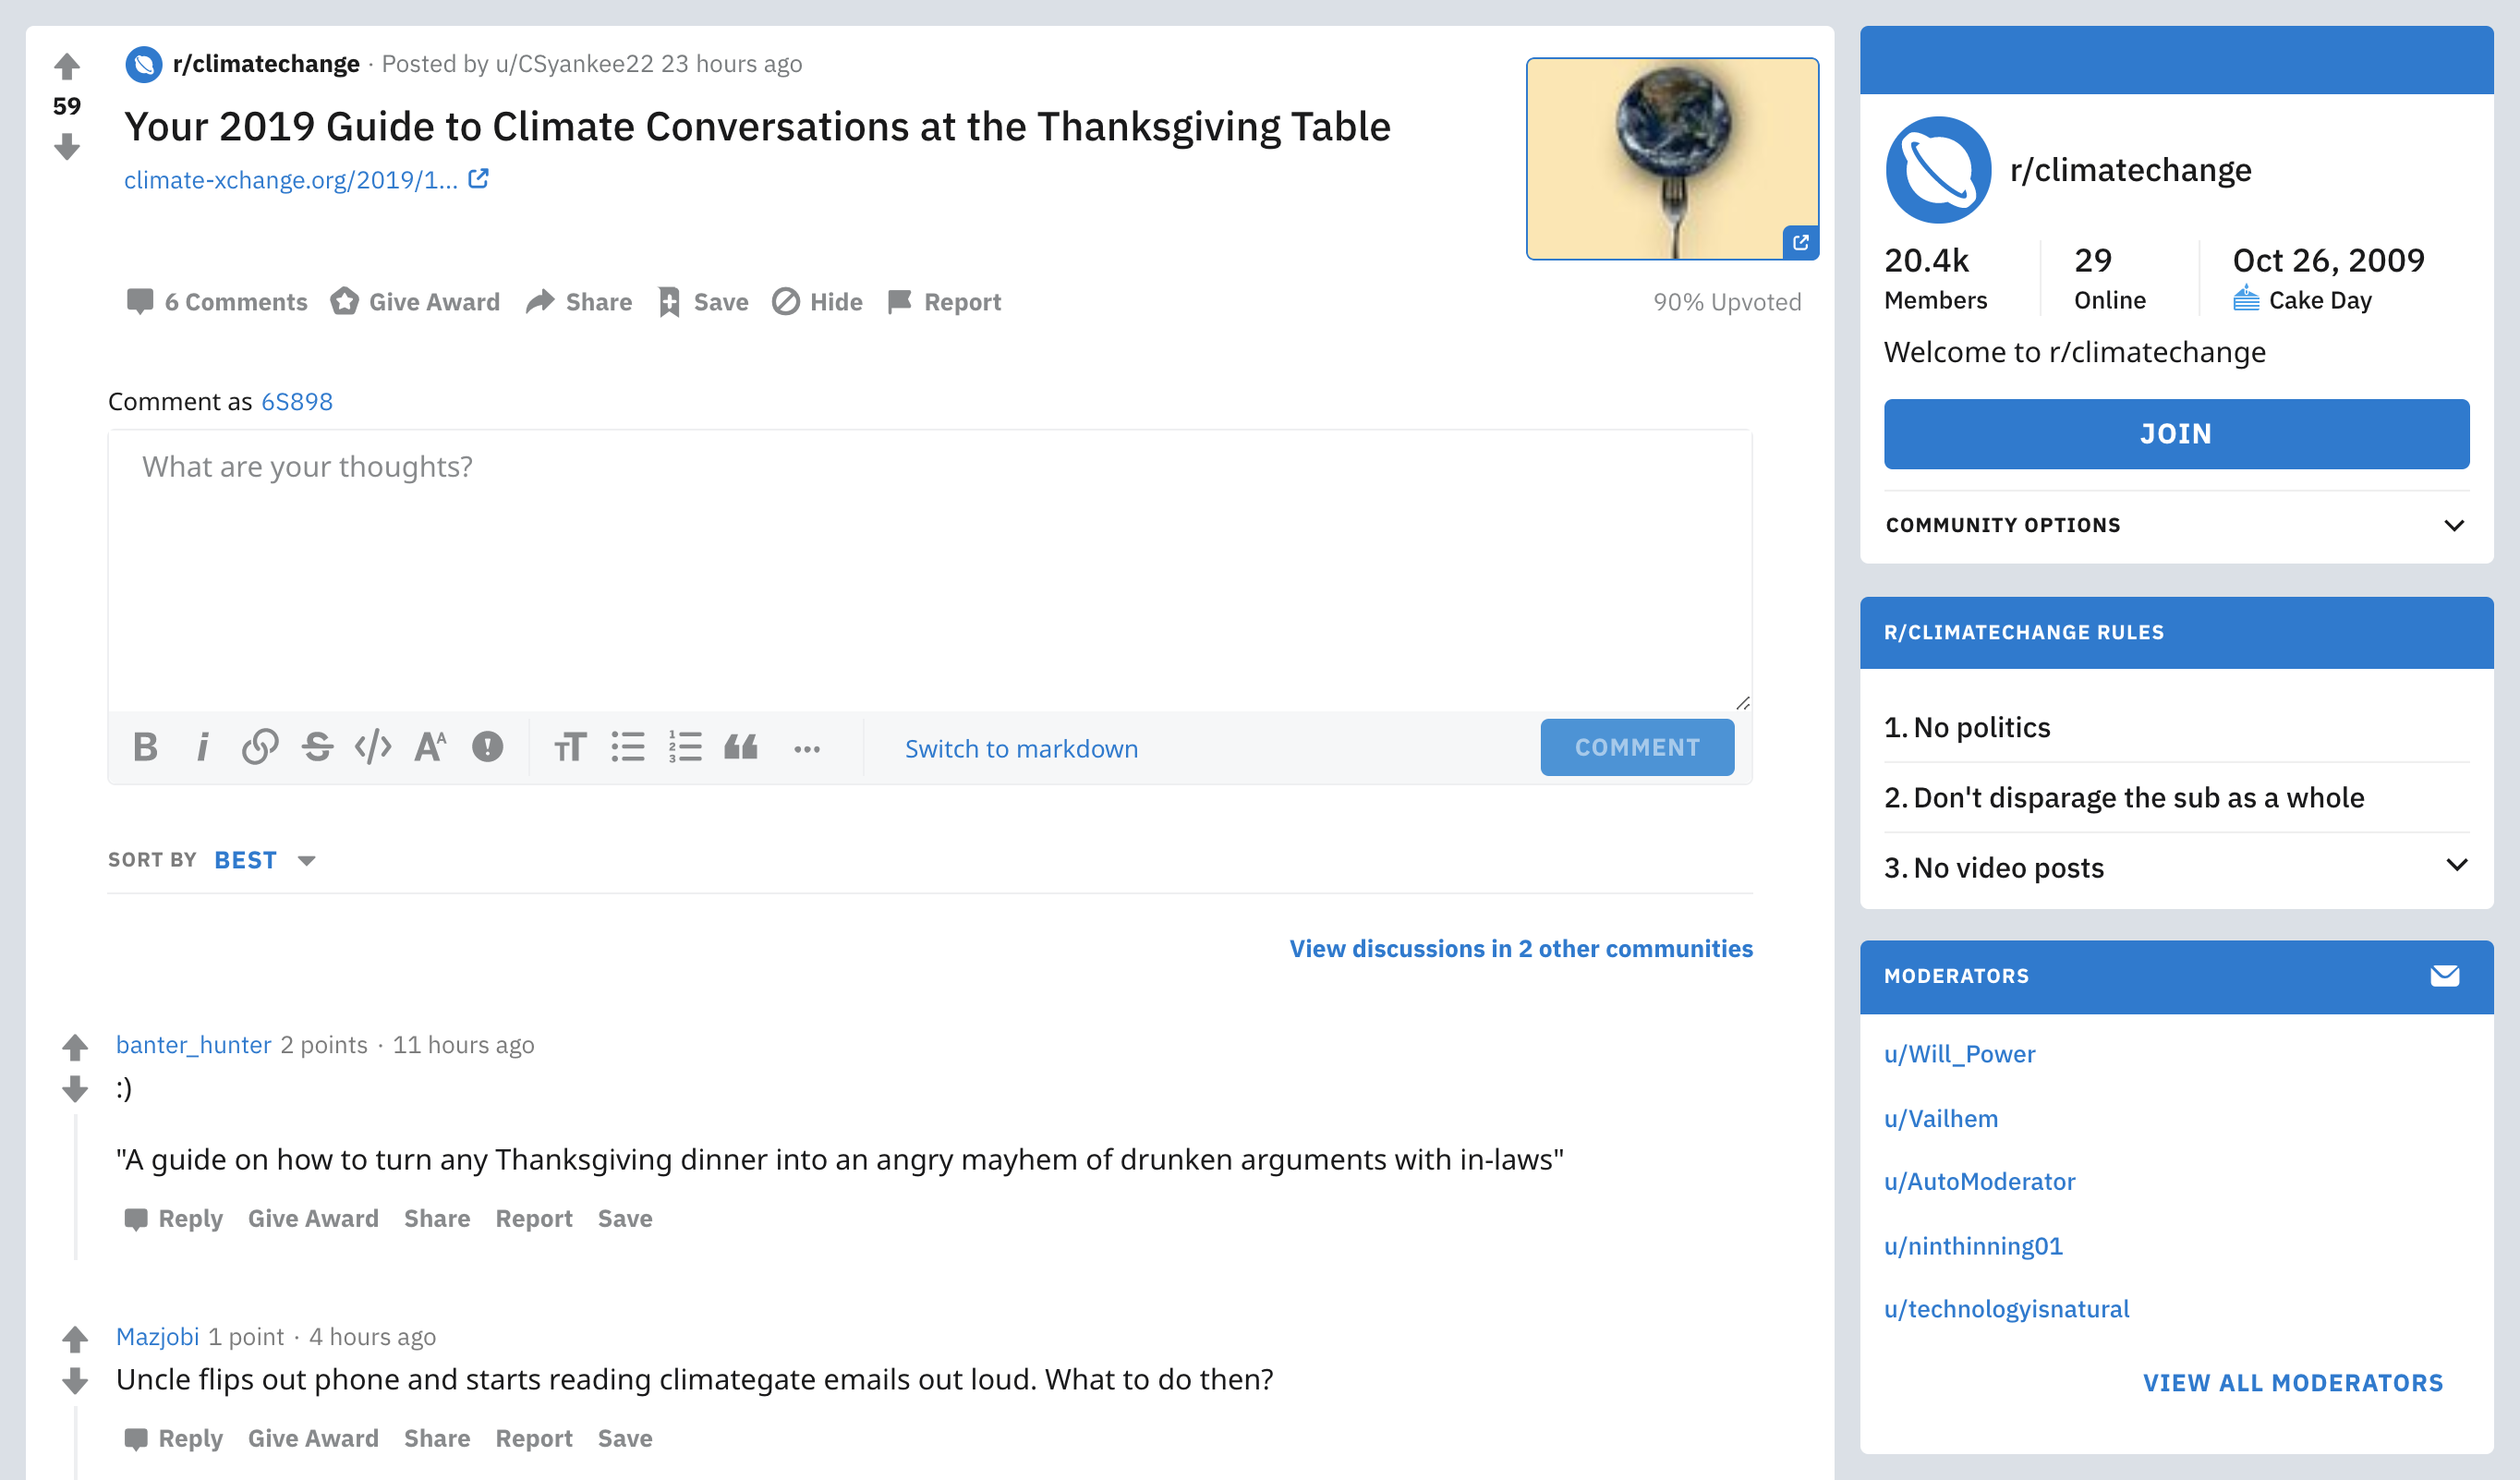 r/climatechange · Posted by u/CSyankee22 23 hours ago
59
Your 2019 Guide to Climate Conversations at the Thanksgiving Table
climate-xchange.org/2019/1...
6 Comments Give Award Share Save Hide Report
90% Upvoted
Comment as 6S898
What are your thoughts?
B i S </> AA ! TT 1 2 3 ... Switch to markdown COMMENT
SORT BY BEST
View discussions in 2 other communities
banter_hunter 2 points · 11 hours ago
:)
"A guide on how to turn any Thanksgiving dinner into an angry mayhem of drunken arguments with in-laws"
Reply Give Award Share Report Save
Mazjobi 1 point · 4 hours ago
Uncle flips out phone and starts reading climategate emails out loud. What to do then?
Reply Give Award Share Report Save
r/climatechange
20.4k 29 Oct 26, 2009
Members Online Cake Day
Welcome to r/climatechange
JOIN
COMMUNITY OPTIONS
R/CLIMATECHANGE RULES
1. No politics
2. Don't disparage the sub as a whole
3. No video posts
MODERATORS
u/Will_Power
u/Vailhem
u/AutoModerator
u/ninthinning01
u/technologyisnatural
VIEW ALL MODERATORS